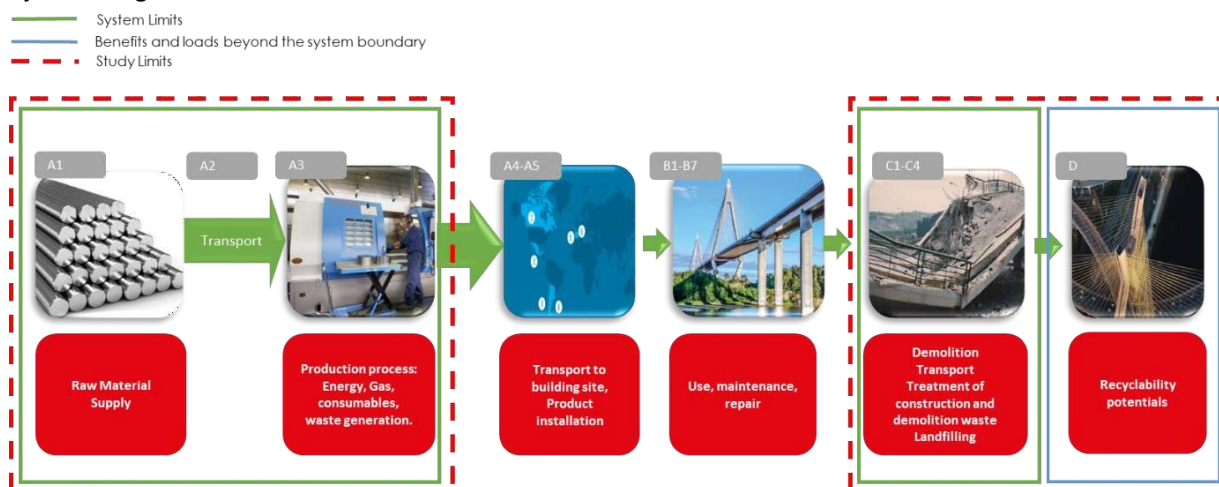 System Limits
Benefits and loads beyond the system boundary
Study Limits
A1
A2
A3
A4-A5
B1-B7
C1-C4
D
Transport
Raw Material
Supply
Production process:
Energy, Gas,
consumables,
waste generation.
Transport to
building site,
Product
installation
Use, maintenance,
repair
Demolition
Transport
Treatment of
construction and
demolition waste
Landfilling
Recyclability
potentials